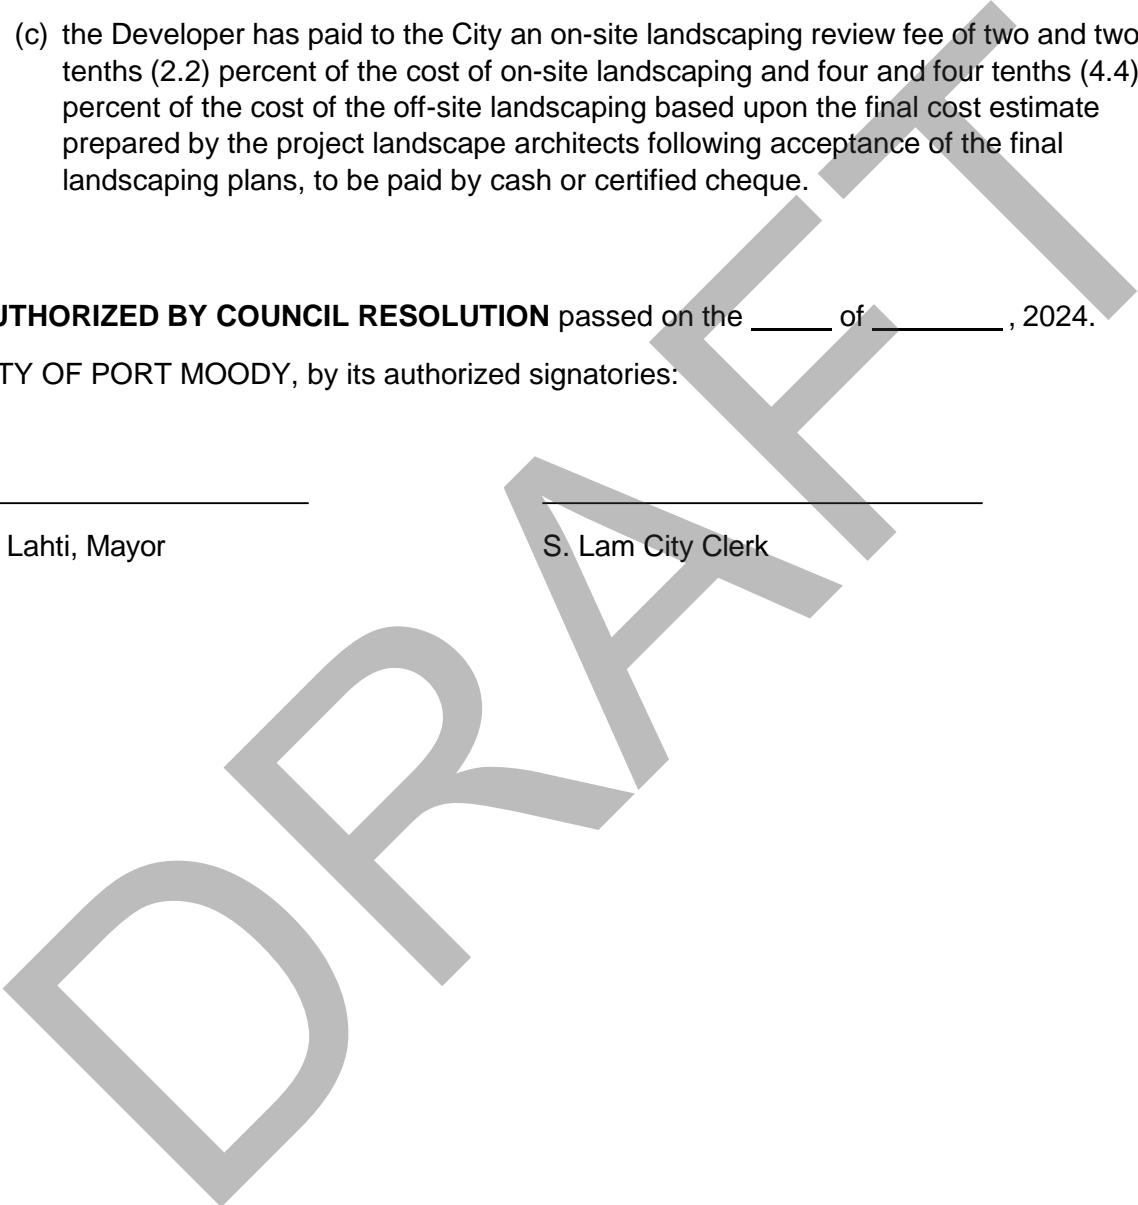 (c) the Developer has paid to the City an on-site landscaping review fee of two and two
tenths (2.2) percent of the cost of on-site landscaping and four and four tenths (4.4)
percent of the cost of the off-site landscaping based upon the final cost estimate
prepared by the project landscape architects following acceptance of the final
landscaping plans, to be paid by cash or certified cheque.
UTHORIZED BY COUNCIL RESOLUTION passed on the _____ of ________ , 2024.
TY OF PORT MOODY, by its authorized signatories:
Lahti, Mayor S. Lam City Clerk
DRAFT